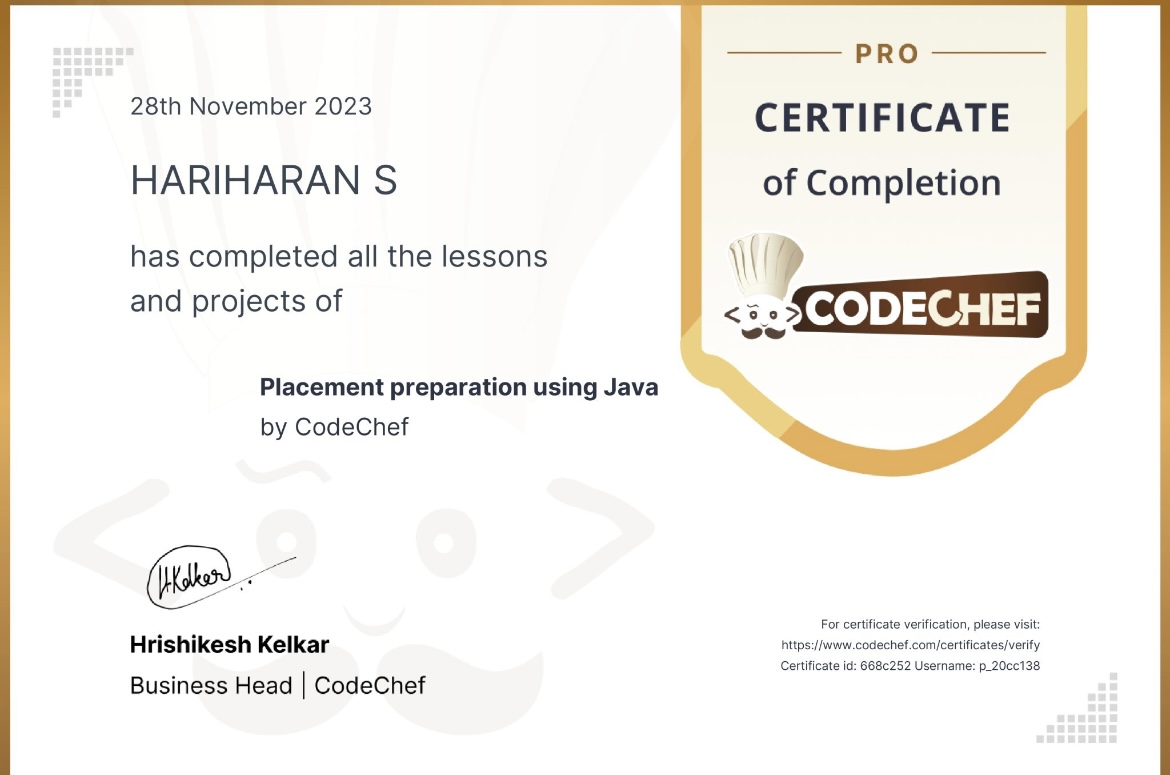 28th November 2023
HARIHARAN S
has completed all the lessons
and projects of
Placement preparation using Java
by CodeChef
H.Kelkar
Hrishikesh Kelkar
Business Head | CodeChef
PRO
CERTIFICATE
of Completion
CODECHEF
For certificate verification, please visit:
https://www.codechef.com/certificates/verify
Certificate id: 668c252 Username: p_20cc138